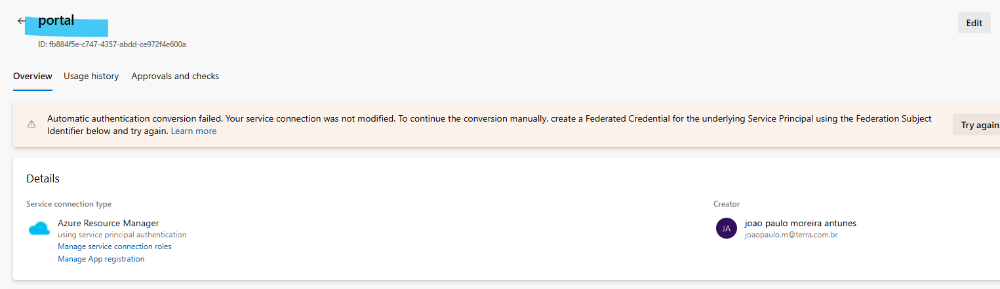 portal
Edit
ID: fb884f5e-c747-4357-abdd-ce972f4e600a
Overview
Usage history
Approvals and checks
Automatic authentication conversion failed. Your service connection was not modified. To continue the conversion manually, create a Federated Credential for the underlying Service Principal using the Federation Subject
Identifier below and try again. Learn more
Try again
Details
Service connection type
Azure Resource Manager
using service principal authentication
Manage service connection roles
Manage App registration
Creator
JA
joao paulo moreira antunes
joaopaulo.m@terra.com.br